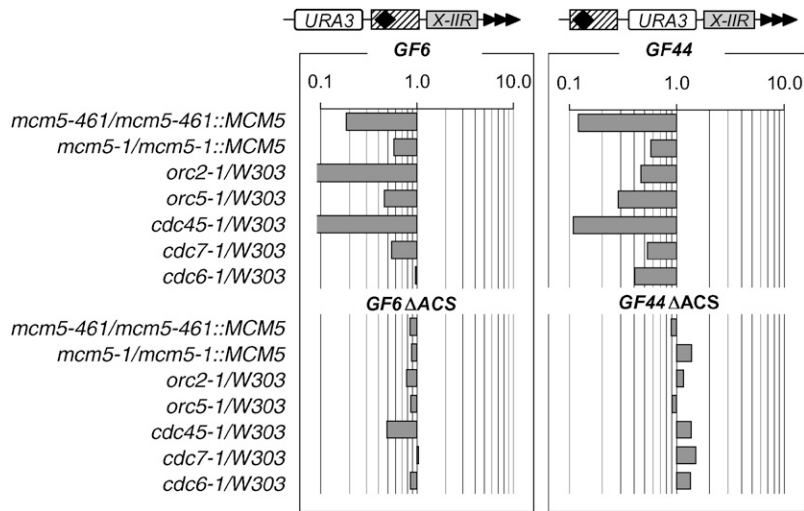 URA3 X-IIR URA3 X-IIR
GF6 GF44
0.1 1.0 10.0 0.1 1.0 10.0
mcm5-461/mcm5-461::MCM5
mcm5-1/mcm5-1::MCM5
orc2-1/W303
orc5-1/W303
cdc45-1/W303
cdc7-1/W303
cdc6-1/W303
GF6 ΔACS GF44 ΔACS
mcm5-461/mcm5-461::MCM5
mcm5-1/mcm5-1::MCM5
orc2-1/W303
orc5-1/W303
cdc45-1/W303
cdc7-1/W303
cdc6-1/W303